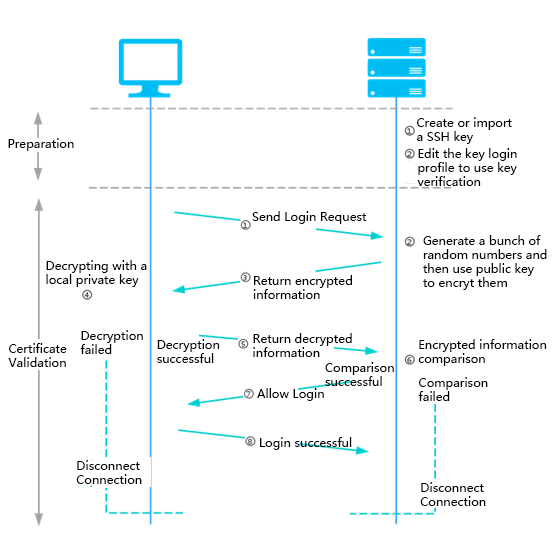 ① Create or import
a SSH key
② Edit the key login
profile to use key
verification
Preparation
① Send Login Request
② Generate a bunch of
random numbers and
then use public key
to encryt them
③ Return encrypted
information
Decrypting with a
local private key
④
Certificate
Validation
Decryption
failed
Decryption
successful
⑤ Return decrypted
information
⑥ Encrypted information
comparison
Comparison
successful
Comparison
failed
⑦ Allow Login
⑧ Login successful
Disconnect
Connection
Disconnect
Connection